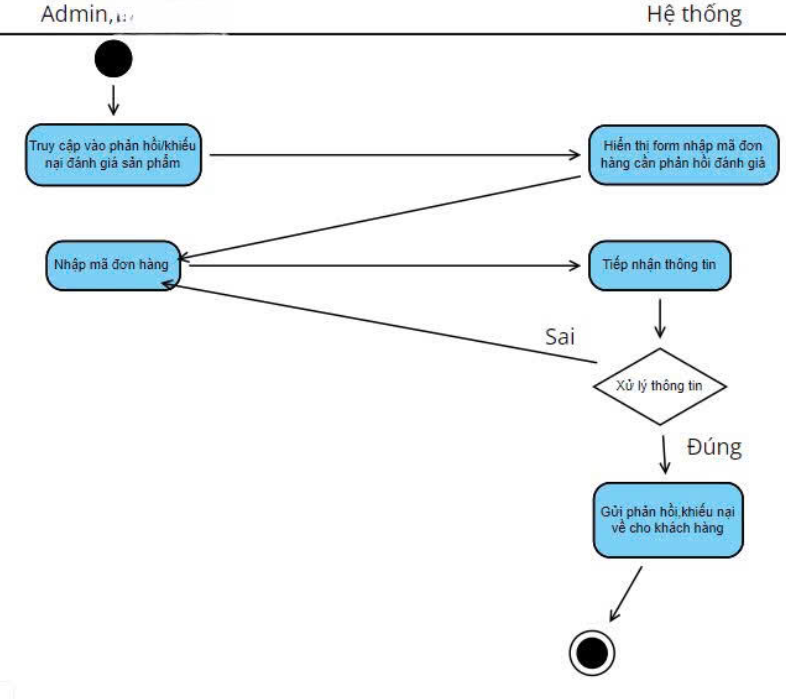 Admin,
Hệ thống
Truy cập vào phản hồi/khiếu
nại đánh giá sản phẩm
Hiển thị form nhập mã đơn
hàng cần phản hồi đánh giá
Nhập mã đơn hàng
Tiếp nhận thông tin
Sai
Xử lý thông tin
Đúng
Gửi phản hồi,khiếu nại
về cho khách hàng